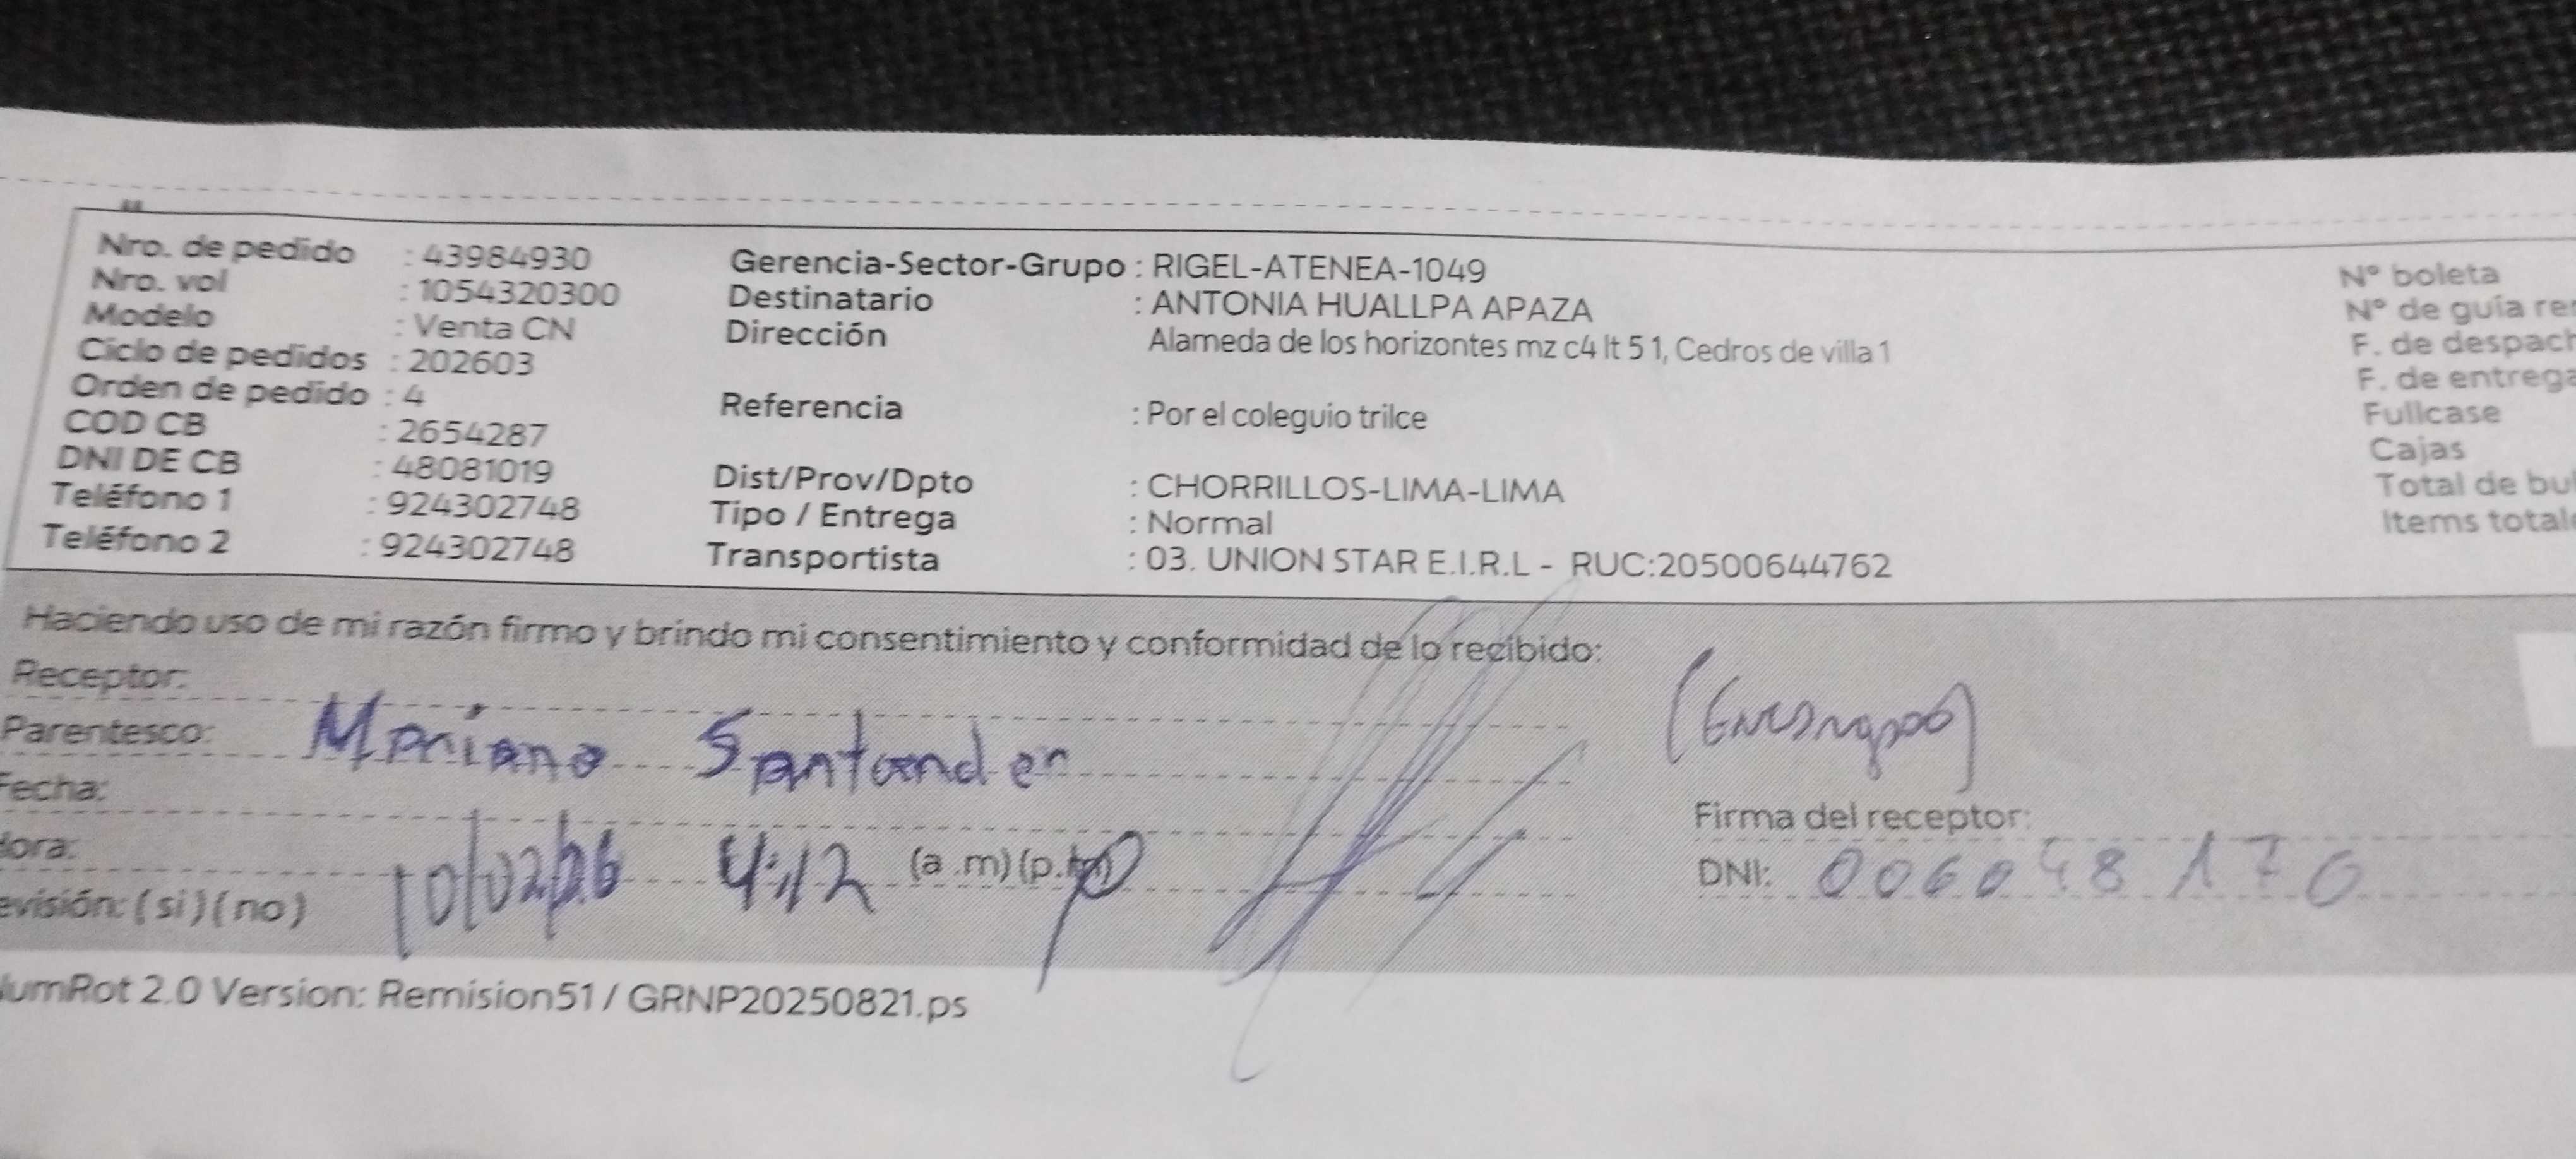 Nro. de pedido : 43984930 Gerencia-Sector-Grupo : RIGEL-ATENEA-1049 N° boleta
Nro. vol : 1054320300 Destinatario : ANTONIA HUALLPA APAZA N° de guía
Modelo : Venta CN Dirección Alameda de los horizontes mz c4 lt 5 1, Cedros de villa 1 F. de despach
Ciclo de pedidos : 202603 F. de entrega
Orden de pedido : 4 Referencia : Por el coleguio trilce Fullcase
COD CB : 2654287 Cajas
DNI DE CB : 48081019 Dist/Prov/Dpto : CHORRILLOS-LIMA-LIMA Total de bul
Teléfono 1 : 924302748 Tipo / Entrega : Normal Items total
Teléfono 2 : 924302748 Transportista : 03. UNION STAR E.I.R.L - RUC:20500644762
Haciendo uso de mi razón firmo y brindo mi consentimiento y conformidad de lo recibido:
Receptor:
Parentesco: Mariano Santander
Fecha:
Hora: 10/02/26 4:12 (a .m)(p.m)
evisión: ( si ) ( no )
Firma del receptor:
DNI: 006048170
umRot 2.0 Version: Remision51 / GRNP20250821.ps